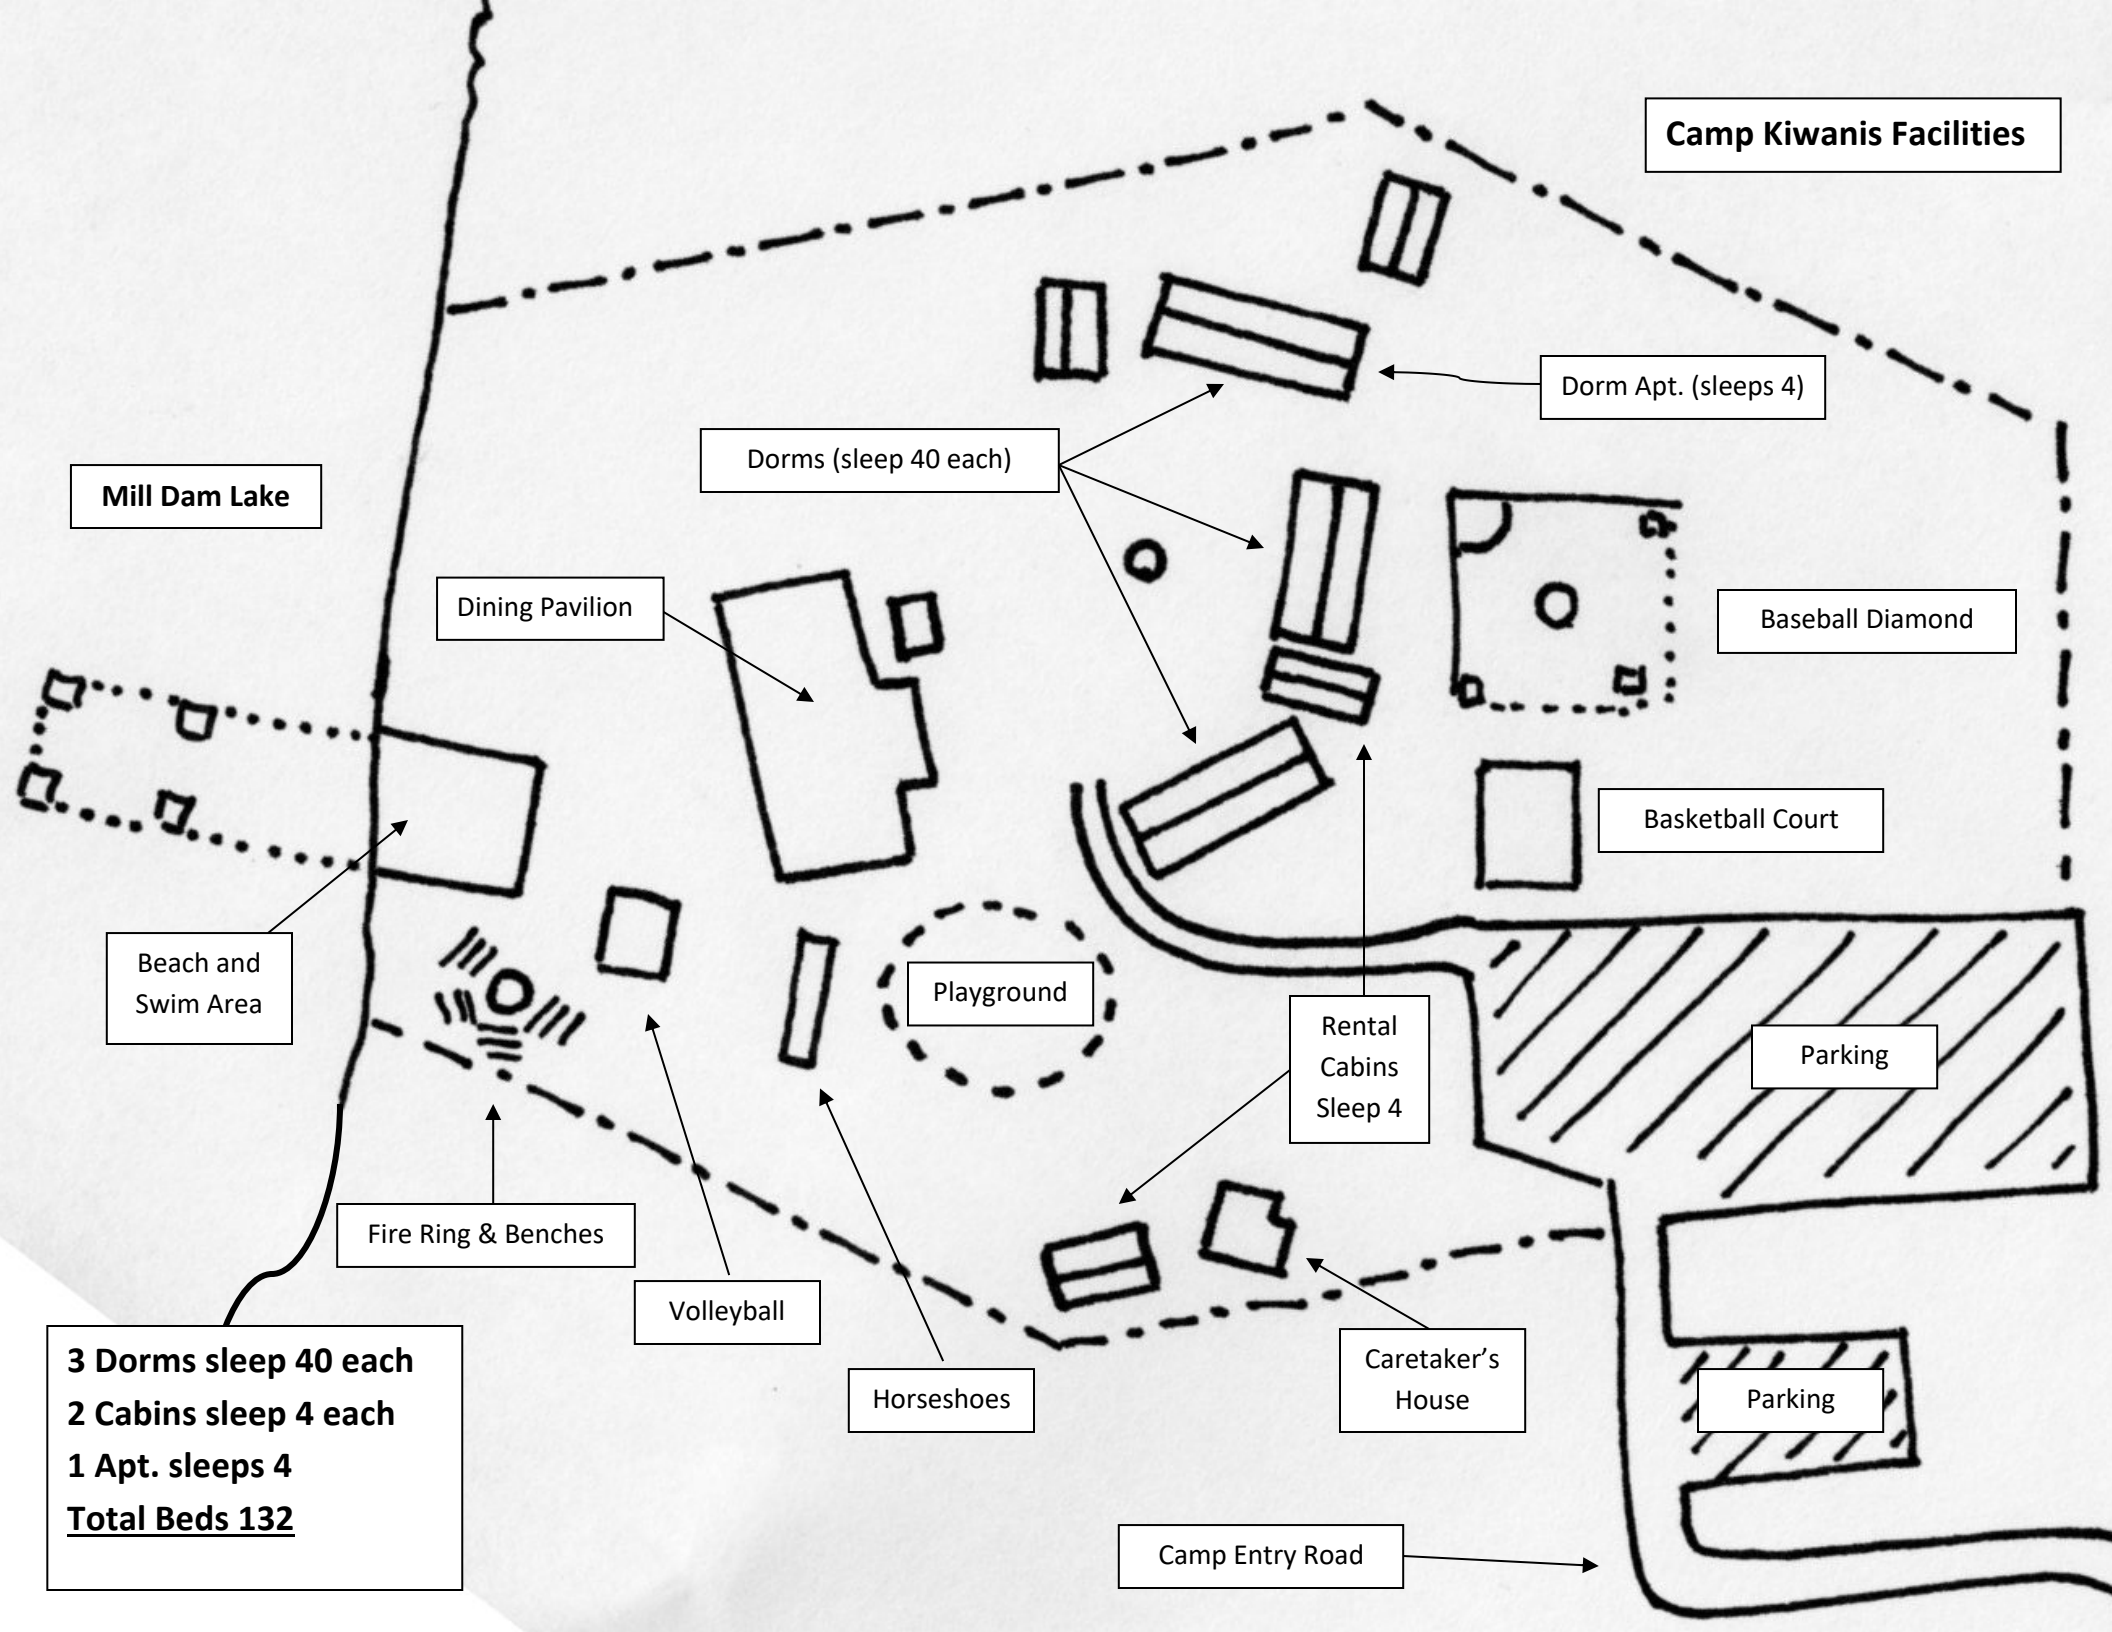 Camp Kiwanis Facilities
Dorm Apt. (sleeps 4)
Dorms (sleep 40 each)
Mill Dam Lake
Dining Pavilion
Baseball Diamond
Basketball Court
Beach and
Swim Area
Playground
Rental
Cabins
Sleep 4
Parking
Fire Ring & Benches
Volleyball
Horseshoes
Caretaker’s
House
Parking
3 Dorms sleep 40 each
2 Cabins sleep 4 each
1 Apt. sleeps 4
Total Beds 132
Camp Entry Road